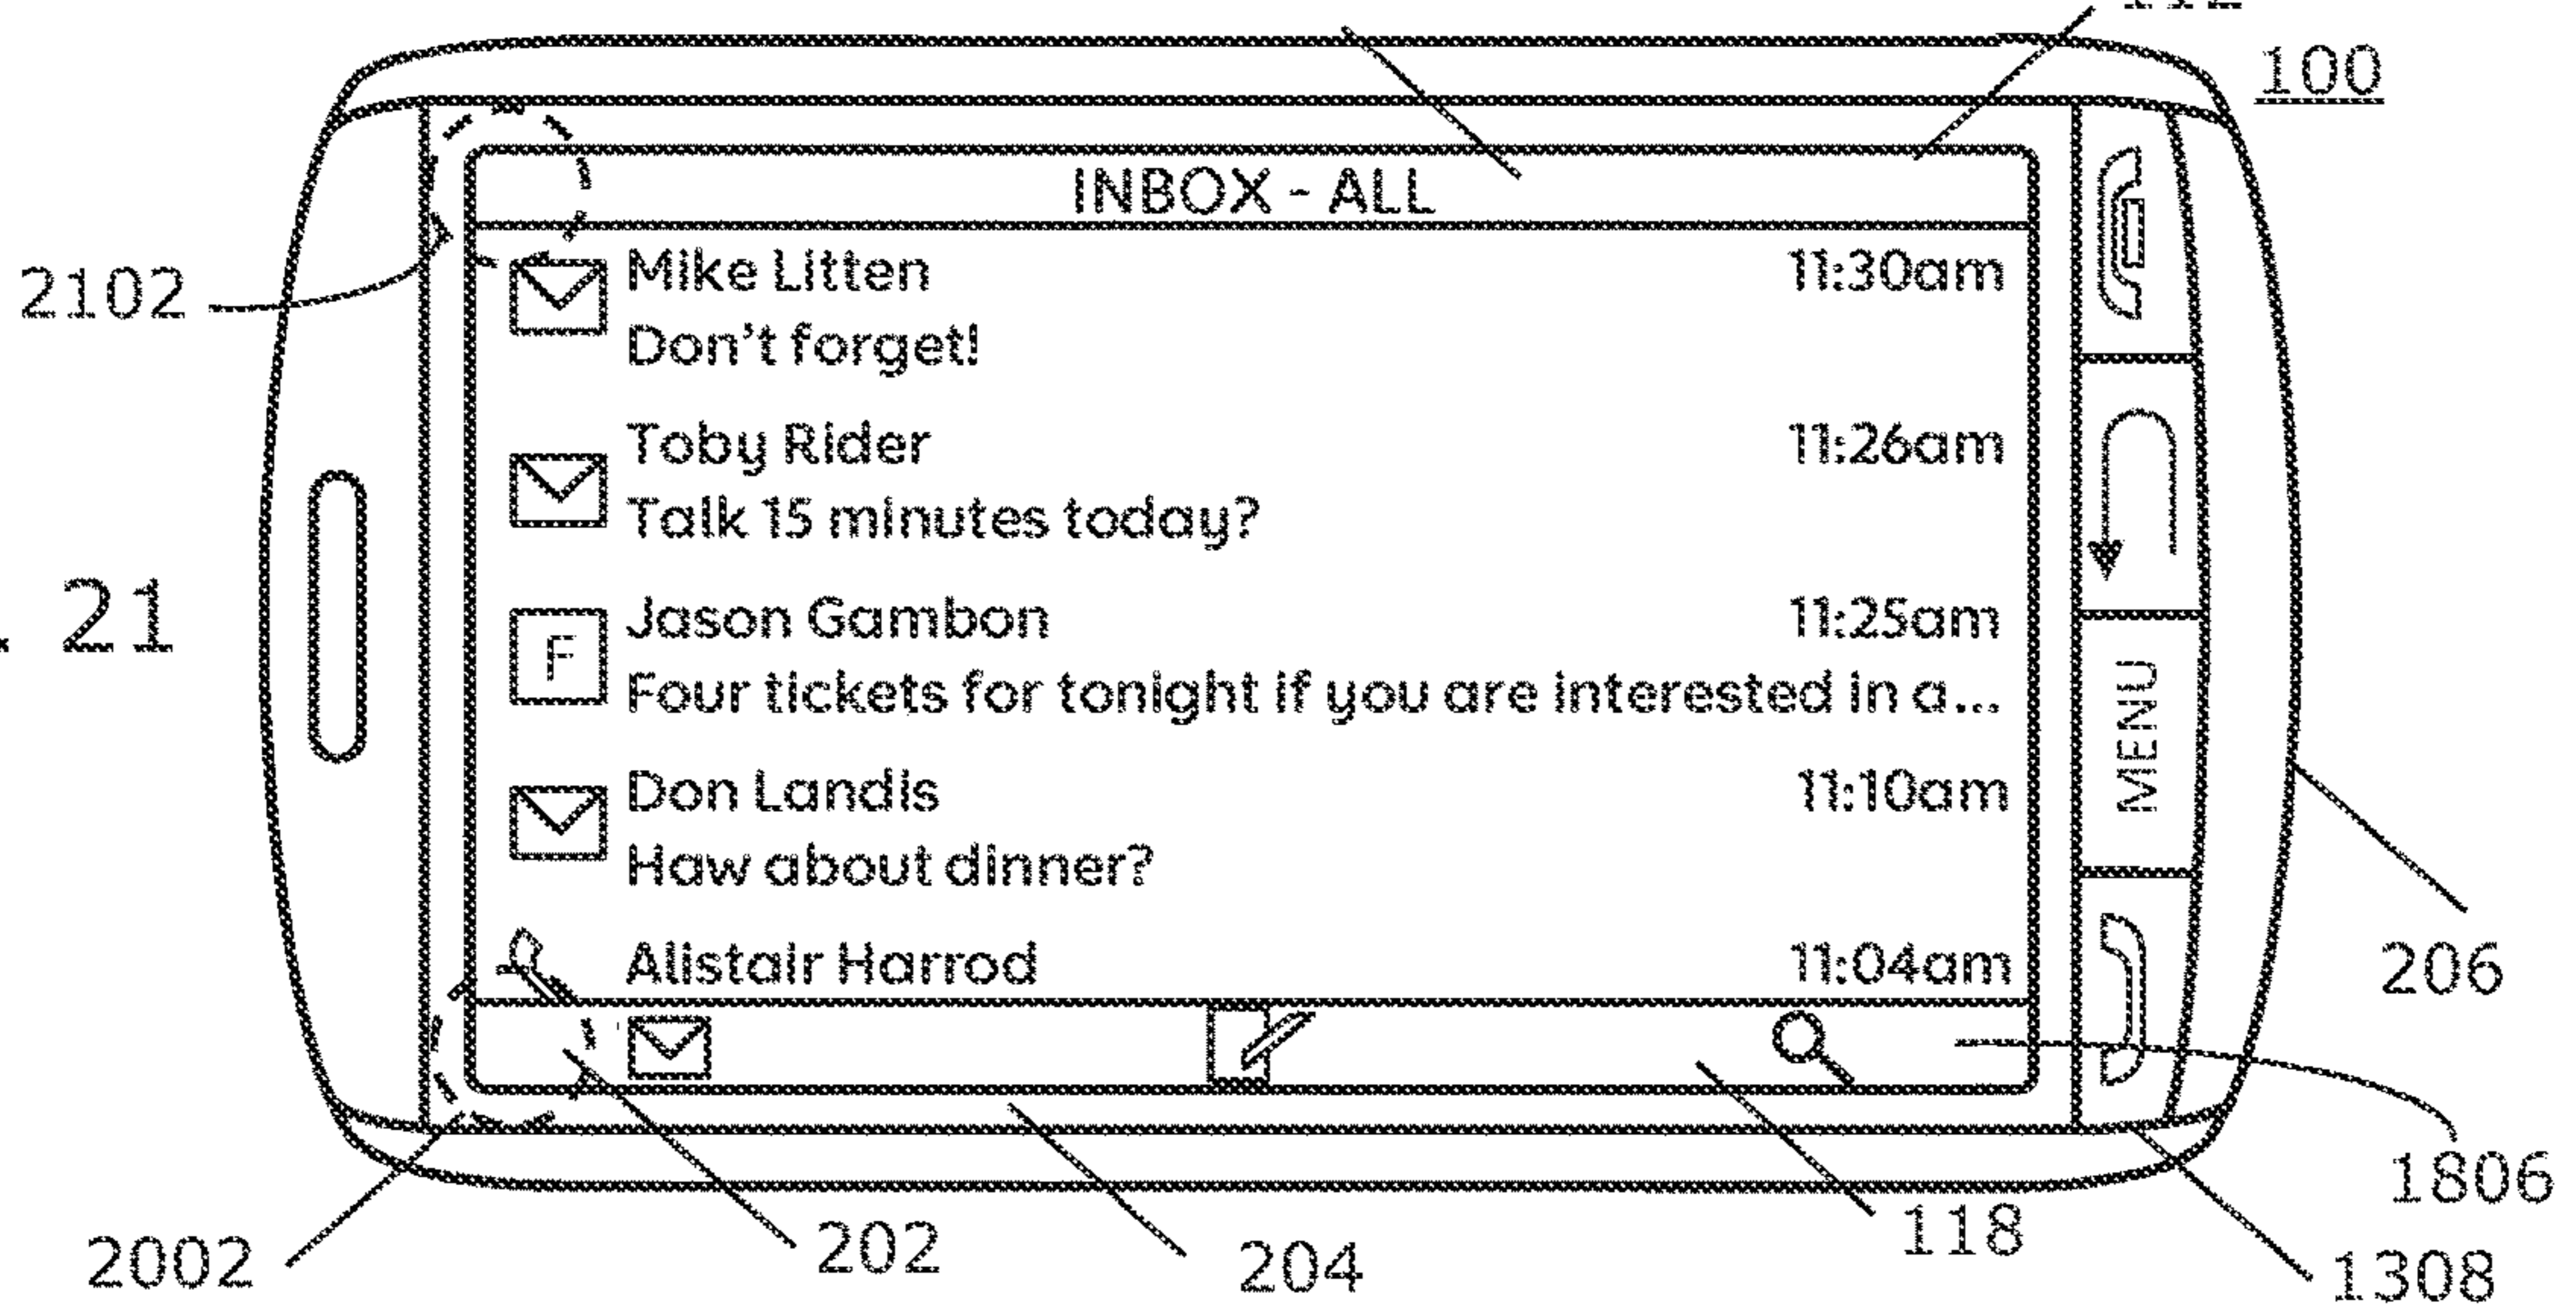 100
INBOX - ALL
Mike Litten 11:30am
Don't forget!
2102
Toby Rider 11:26am
Talk 15 minutes today?
. 21
Jason Gambon 11:25am
F
Four tickets for tonight if you are interested in a...
MENU
Don Landis 11:10am
Haw about dinner?
Alistair Harrod 11:04am
206
1806
2002
202
204
118
1308